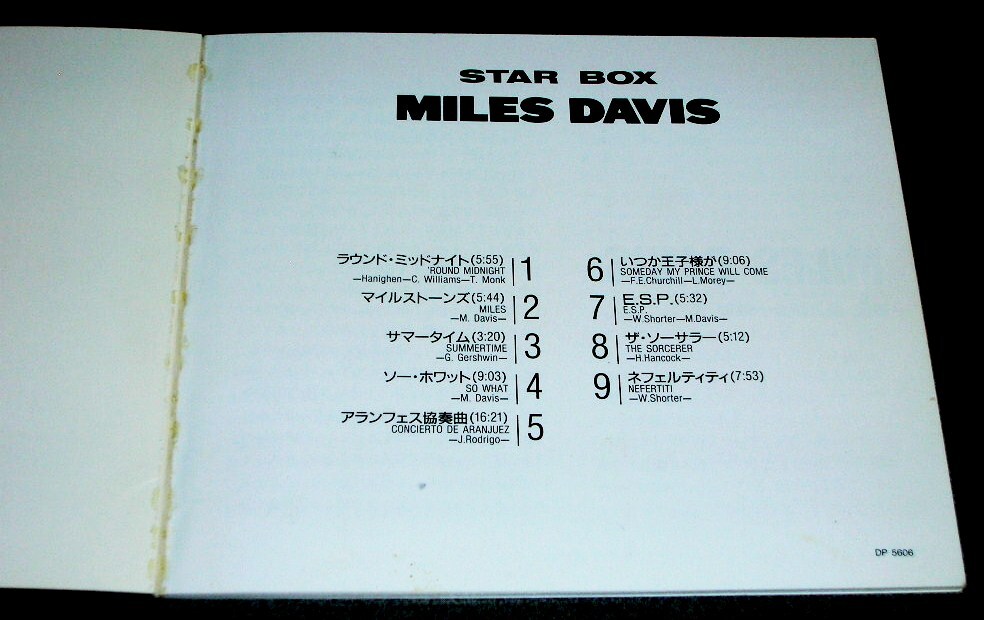 STAR BOX
MILES DAVIS
ラウンド・ミッドナイト(5:55)
'ROUND MIDNIGHT
—Hanighen—C. Williams—T. Monk
1
マイルストーンズ(5:44)
MILES
—M. Davis—
2
サマータイム(3:20)
SUMMERTIME
—G. Gershwin—
3
ソー・ホワット(9:03)
SO WHAT
—M. Davis—
4
アランフェス協奏曲(16:21)
CONCIERTO DE ARANJUEZ
—J.Rodrigo—
5
6
いつか王子様が(9:06)
SOMEDAY MY PRINCE WILL COME
—F.E.Churchill—L.Morey—
7
E.S.P.(5:32)
E.S.P.
—W.Shorter—M.Davis—
8
ザ・ソーサラー(5:12)
THE SORCERER
—H.Hancock—
9
ネフェルティティ(7:53)
NEFERTITI
—W.Shorter—
DP 5606